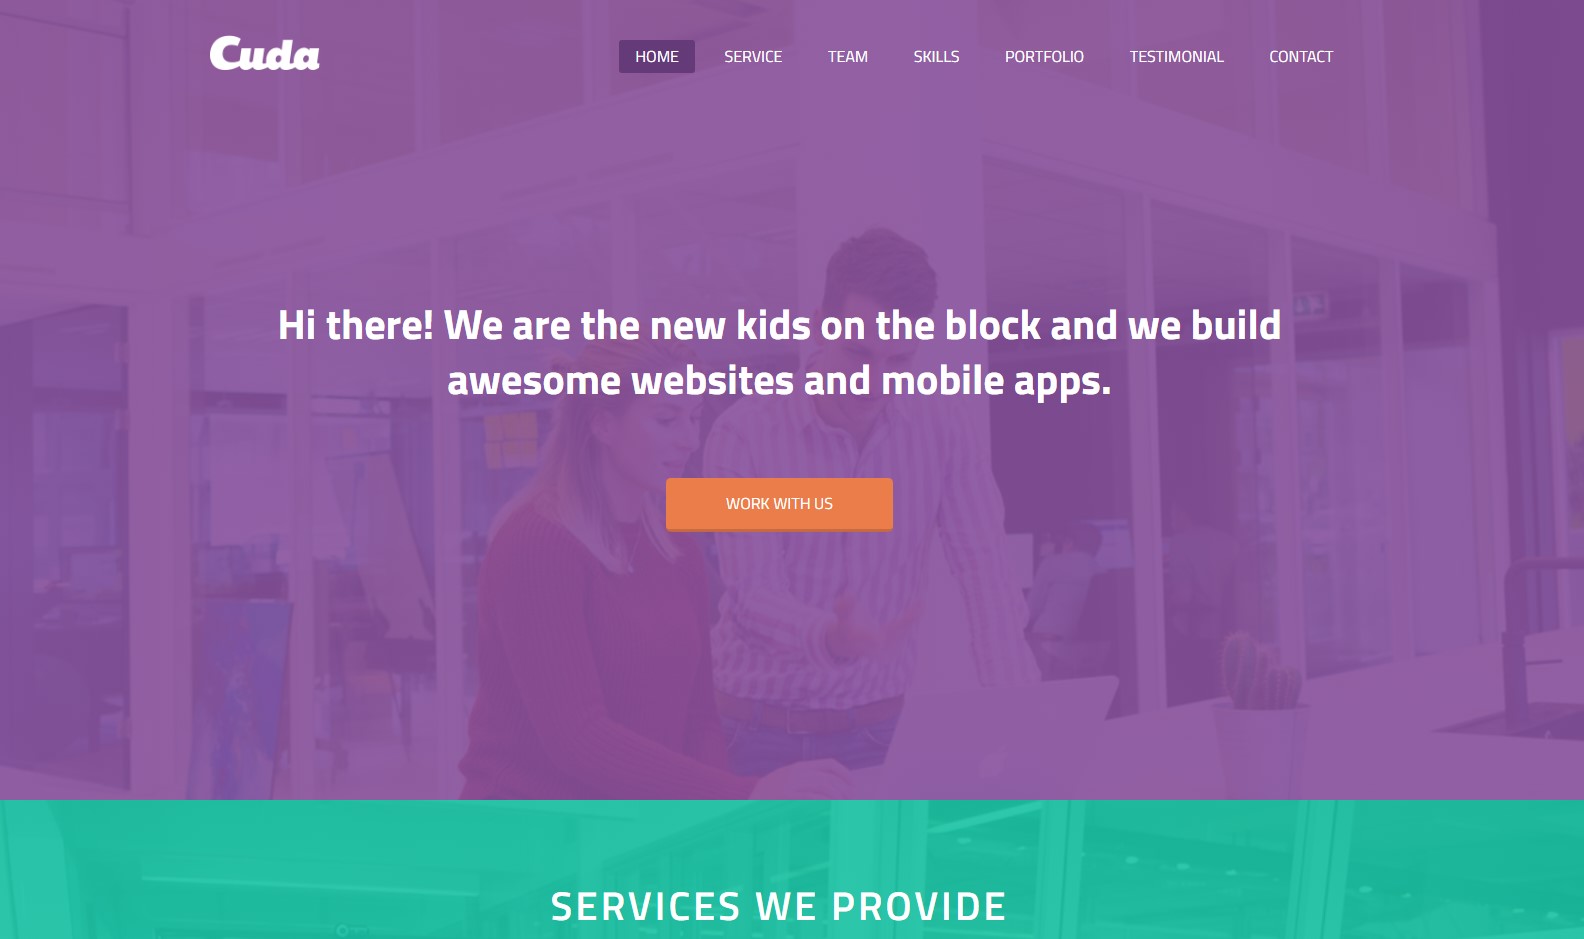 Cuda
HOME SERVICE TEAM SKILLS PORTFOLIO TESTIMONIAL CONTACT
Hi there! We are the new kids on the block and we build
awesome websites and mobile apps.
WORK WITH US
SERVICES WE PROVIDE